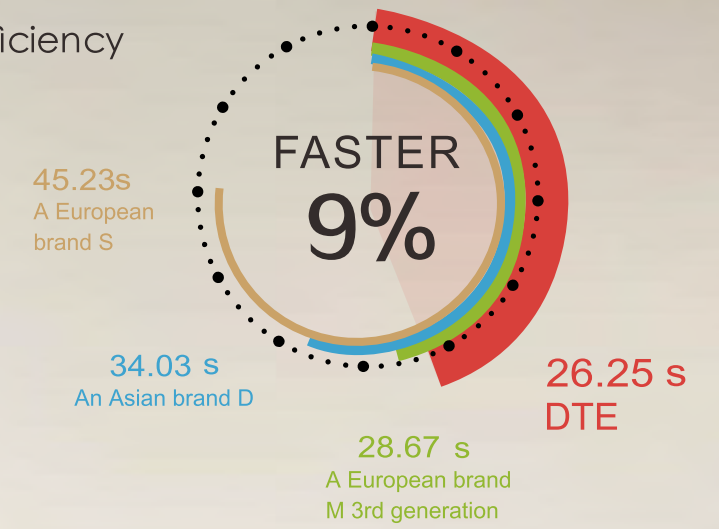 FASTER
9%
45.23s
A European
brand S
34.03 s
An Asian brand D
26.25 s
DTE
28.67 s
A European brand
M 3rd generation